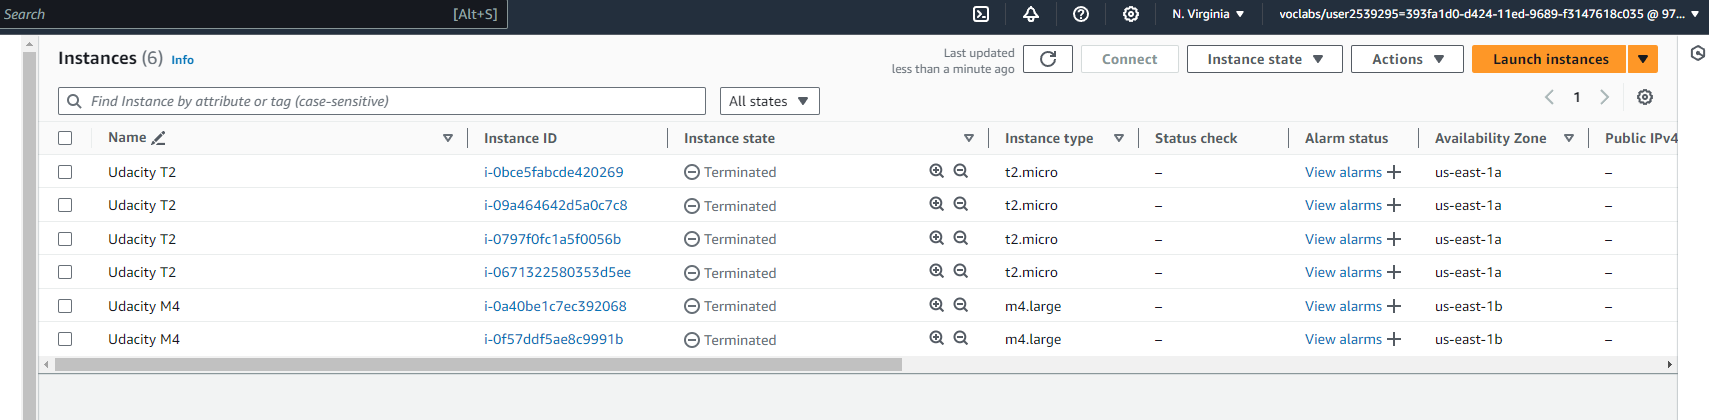 Search [Alt+S] N. Virginia voclabs/user2539295=393fa1d0-d424-11ed-9689-f3147618c035 @ 97...
Instances (6) Info Last updated less than a minute ago Connect Instance state Actions Launch instances
Find Instance by attribute or tag (case-sensitive) All states 1
Name Instance ID Instance state Instance type Status check Alarm status Availability Zone Public IPv4
Udacity T2 i-0bce5fabcde420269 Terminated t2.micro – View alarms + us-east-1a –
Udacity T2 i-09a464642d5a0c7c8 Terminated t2.micro – View alarms + us-east-1a –
Udacity T2 i-0797f0fc1a5f0056b Terminated t2.micro – View alarms + us-east-1a –
Udacity T2 i-0671322580353d5ee Terminated t2.micro – View alarms + us-east-1a –
Udacity M4 i-0a40be1c7ec392068 Terminated m4.large – View alarms + us-east-1b –
Udacity M4 i-0f57ddf5ae8c9991b Terminated m4.large – View alarms + us-east-1b –